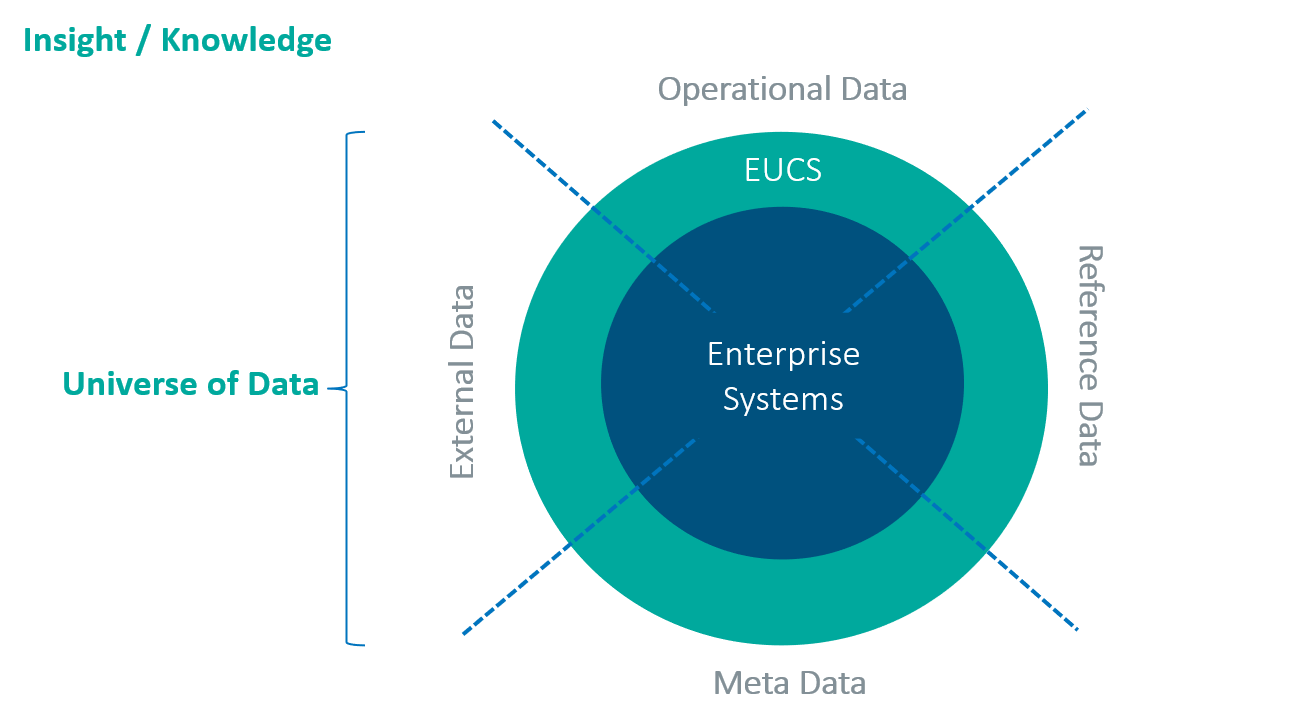 Insight / Knowledge
Operational Data
EUCS
External Data
Reference Data
Enterprise
Systems
Universe of Data
Meta Data